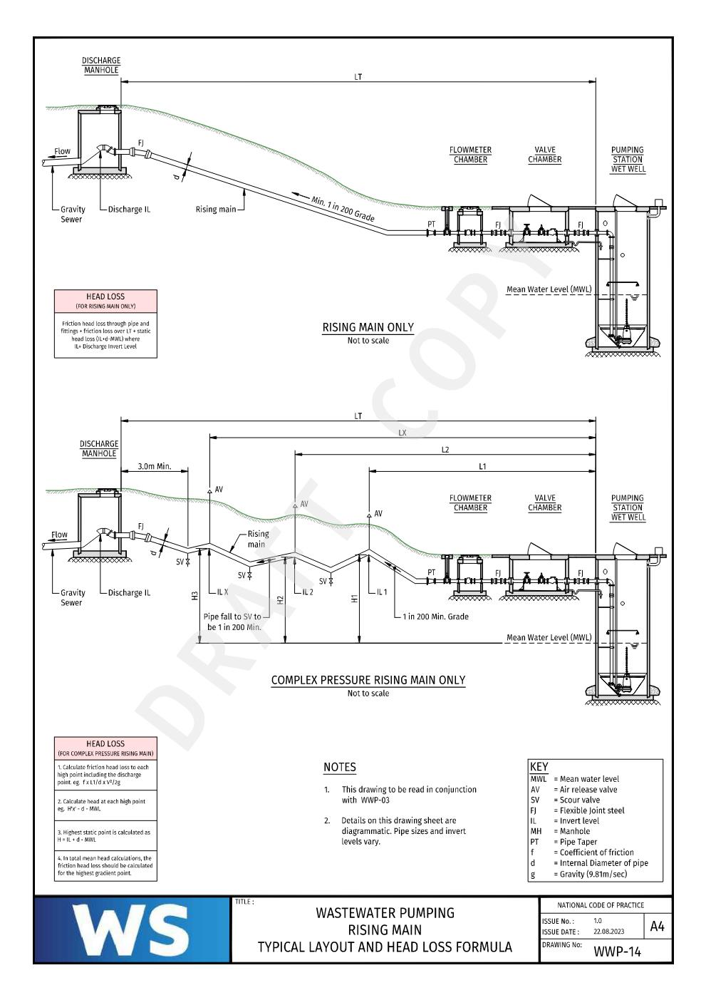 DISCHARGE
MANHOLE
LT
FJ
Flow
d
Gravity
Sewer
Discharge IL
Rising main
Min. 1 in 200 Grade
FLOWMETER
CHAMBER
VALVE
CHAMBER
PUMPING
STATION
WET WELL
PT
FJ
FJ
O
Mean Water Level (MWL)
HEAD LOSS
(FOR RISING MAIN ONLY)
Friction head loss through pipe and
fittings + friction loss over LT + static
head loss (IL+d-MWL) where
IL+ Discharge Invert Level
RISING MAIN ONLY
Not to scale
DRAFT COPY
LT
LX
L2
L1
DISCHARGE
MANHOLE
3.0m Min.
AV
AV
AV
FLOWMETER
CHAMBER
VALVE
CHAMBER
PUMPING
STATION
WET WELL
Flow
FJ
d
Rising
main
SV
SV
SV
PT
FJ
FJ
O
Gravity
Sewer
Discharge IL
H3
IL X
H2
IL 2
H1
IL 1
Pipe fall to SV to
be 1 in 200 Min.
1 in 200 Min. Grade
Mean Water Level (MWL)
COMPLEX PRESSURE RISING MAIN ONLY
Not to scale
HEAD LOSS
(FOR COMPLEX PRESSURE RISING MAIN)
1. Calculate friction head loss to each
high point including the discharge
point. eg. f x L1/d x V²/2g
2. Calculate head at each high point
eg. H'x' - d - MWL
3. Highest static point is calculated as
H = IL + d - MWL
4. In total mean head calculations, the
friction head loss should be calculated
for the highest gradient point.
NOTES
1. This drawing to be read in conjunction
with WWP-03
2. Details on this drawing sheet are
diagrammatic. Pipe sizes and invert
levels vary.
KEY
MWL = Mean water level
AV = Air release valve
SV = Scour valve
FJ = Flexible Joint steel
IL = Invert level
MH = Manhole
PT = Pipe Taper
f = Coefficient of friction
d = Internal Diameter of pipe
g = Gravity (9.81m/sec)
WS
TITLE :
WASTEWATER PUMPING
RISING MAIN
TYPICAL LAYOUT AND HEAD LOSS FORMULA
NATIONAL CODE OF PRACTICE
ISSUE No. : 1.0
ISSUE DATE : 22.08.2023
A4
DRAWING No: WWP-14